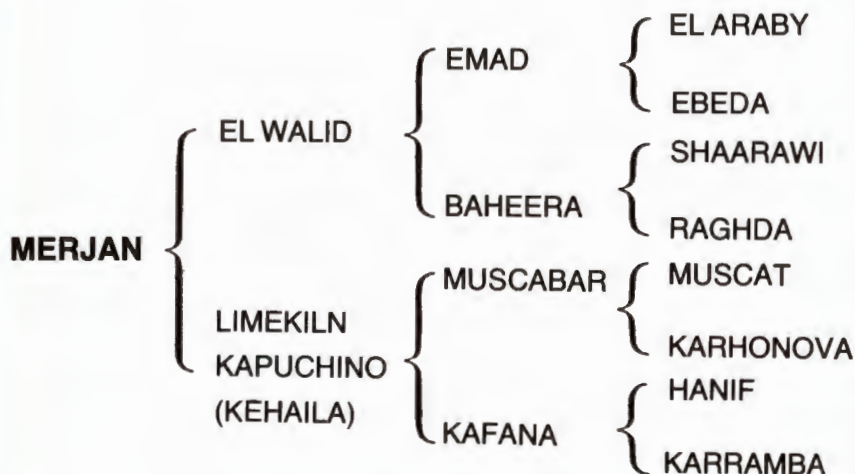 EL ARABY
EMAD
EBEDA
EL WALID
SHAARAWI
BAHEERA
RAGHDA
MERJAN
MUSCABAR
MUSCAT
LIMEKILN
KAPUCHINO
(KEHAILA)
KARHONOVA
HANIF
KAFANA
KARRAMBA